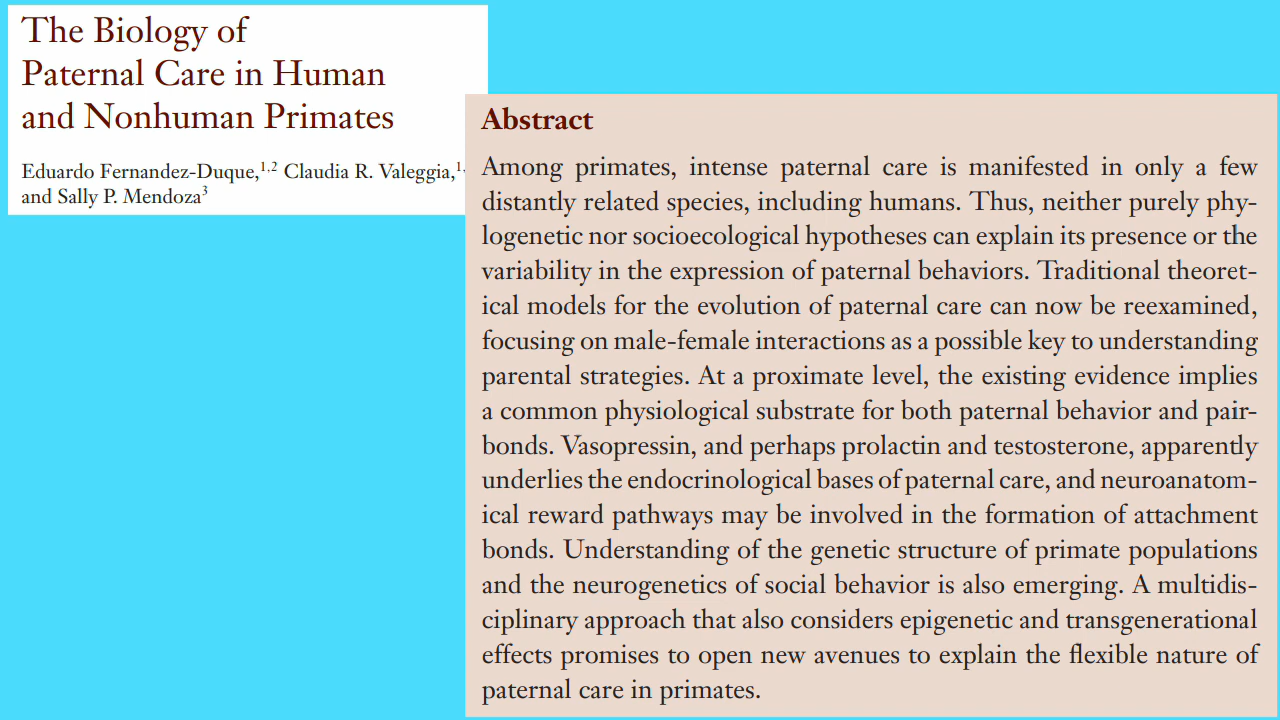 The Biology of
Paternal Care in Human
and Nonhuman Primates
Eduardo Fernandez-Duque,1,2 Claudia R. Valeggia,1,
and Sally P. Mendoza3
Abstract
Among primates, intense paternal care is manifested in only a few
distantly related species, including humans. Thus, neither purely phy-
logenetic nor socioecological hypotheses can explain its presence or the
variability in the expression of paternal behaviors. Traditional theoret-
ical models for the evolution of paternal care can now be reexamined,
focusing on male-female interactions as a possible key to understanding
parental strategies. At a proximate level, the existing evidence implies
a common physiological substrate for both paternal behavior and pair-
bonds. Vasopressin, and perhaps prolactin and testosterone, apparently
underlies the endocrinological bases of paternal care, and neuroanatom-
ical reward pathways may be involved in the formation of attachment
bonds. Understanding of the genetic structure of primate populations
and the neurogenetics of social behavior is also emerging. A multidis-
ciplinary approach that also considers epigenetic and transgenerational
effects promises to open new avenues to explain the flexible nature of
paternal care in primates.